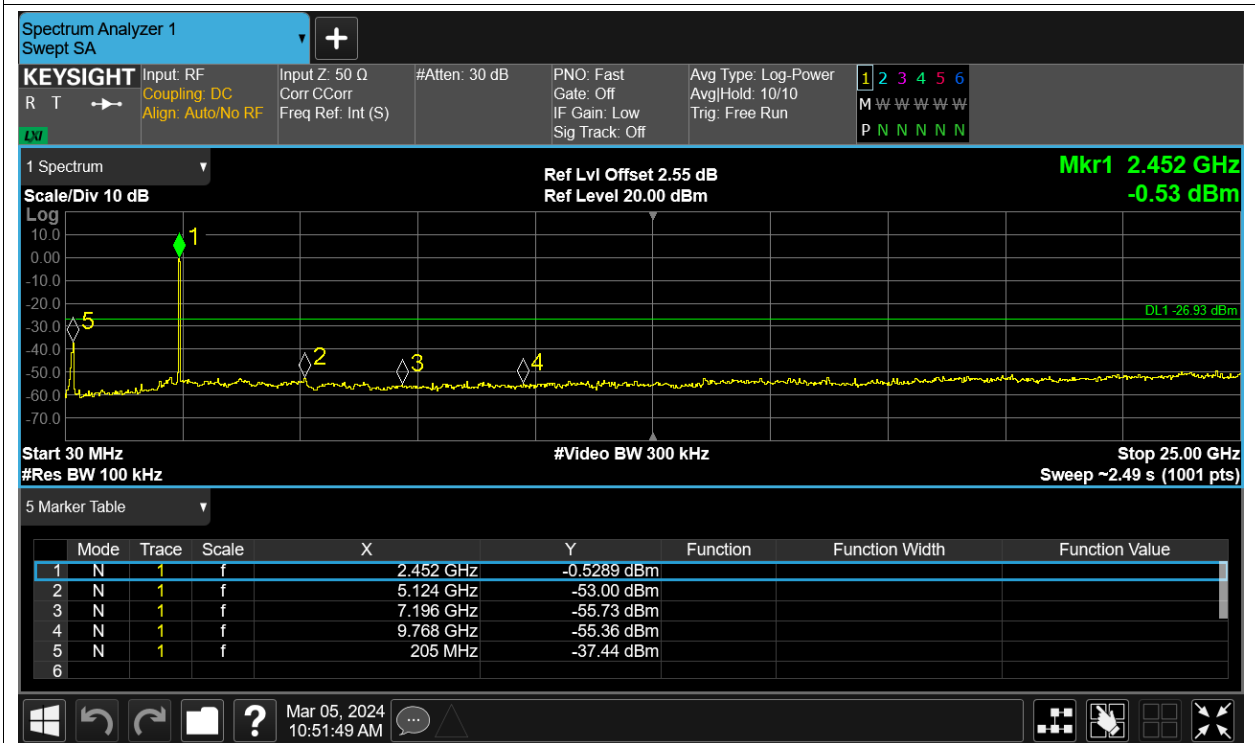 Spectrum Analyzer 1
Swept SA
KEYSIGHT
R T
LXI
Input: RF
Coupling: DC
Align: Auto/No RF
Input Z: 50 Ω
Corr CCorr
Freq Ref: Int (S)
#Atten: 30 dB
PNO: Fast
Gate: Off
IF Gain: Low
Sig Track: Off
Avg Type: Log-Power
Avg|Hold: 10/10
Trig: Free Run
1 2 3 4 5 6
M W W W W W
P N N N N N N
1 Spectrum
Scale/Div 10 dB
Ref Lvl Offset 2.55 dB
Ref Level 20.00 dBm
Mkr1 2.452 GHz
-0.53 dBm
Log
10.0
0.00
-10.0
-20.0
-30.0
-40.0
-50.0
-60.0
-70.0
1
5
2
3
4
DL1 -26.93 dBm
Start 30 MHz
#Res BW 100 kHz
#Video BW 300 kHz
Stop 25.00 GHz
Sweep ~2.49 s (1001 pts)
5 Marker Table
Mode Trace Scale X Y Function Function Width Function Value
1 N 1 f 2.452 GHz -0.5289 dBm
2 N 1 f 5.124 GHz -53.00 dBm
3 N 1 f 7.196 GHz -55.73 dBm
4 N 1 f 9.768 GHz -55.36 dBm
5 N 1 f 205 MHz -37.44 dBm
6
?
Mar 05, 2024
10:51:49 AM